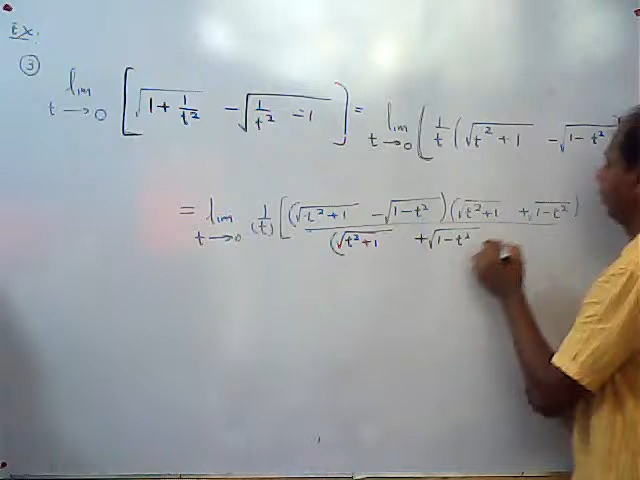 Ex:
③ lim t→0 [√(1 + 1/t²) - √(1/t² - 1)] = lim t→0 [1/t (√(t² + 1) - √(1 - t²)
= lim t→0 (1/t) [(√(t² + 1) - √(1 - t²))(√(t² + 1) + √(1 - t²))
(√(t² + 1) + √(1 - t²)